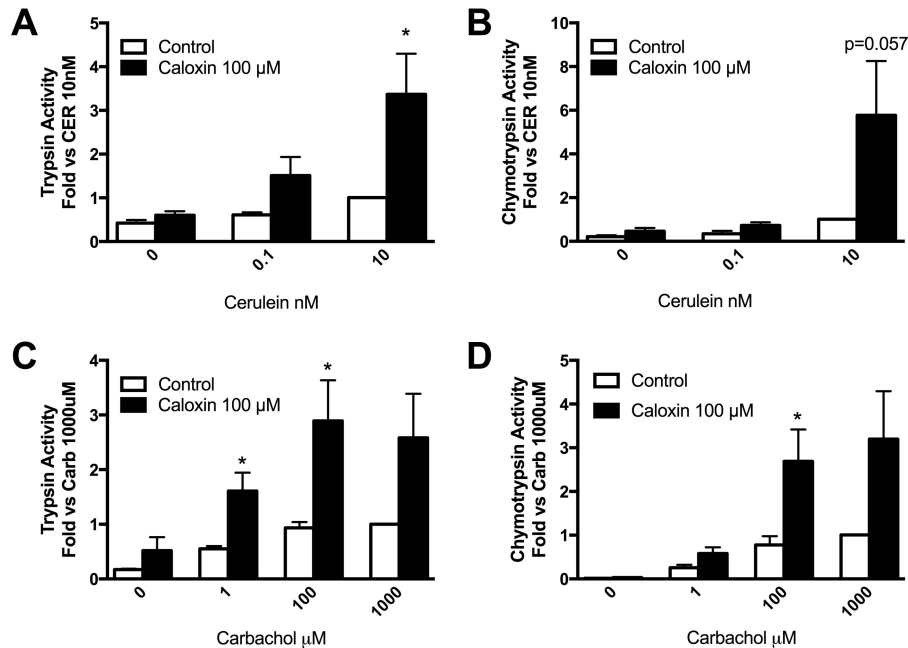 A
Trypsin Activity
Fold vs CER 10nM
5
4
3
2
1
0
Control
Caloxin 100 µM
*
0
0.1
10
Cerulein nM
B
Chymotrypsin Activity
Fold vs CER 10nM
10
8
6
4
2
0
Control
Caloxin 100 µM
p=0.057
0
0.1
10
Cerulein nM
C
Trypsin Activity
Fold vs Carb 1000uM
4
3
2
1
0
Control
Caloxin 100 µM
*
*
0
1
100
1000
Carbachol µM
D
Chymotrypsin Activity
Fold vs Carb 1000uM
5
4
3
2
1
0
Control
Caloxin 100 µM
*
0
1
100
1000
Carbachol µM